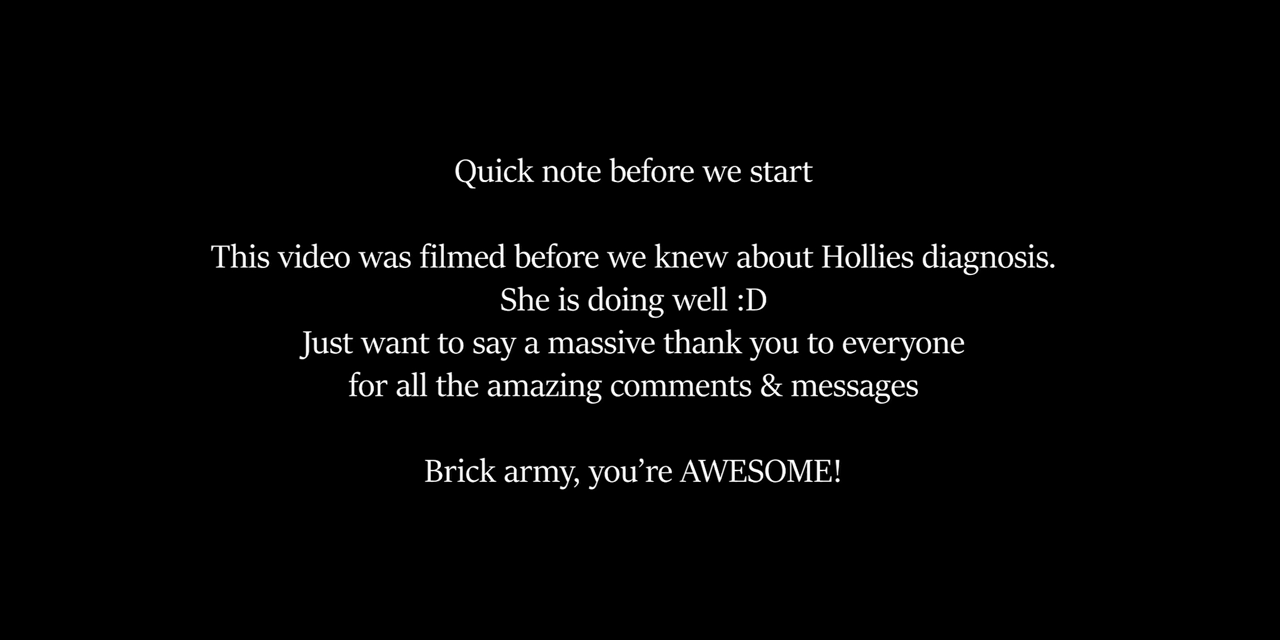 Quick note before we start
This video was filmed before we knew about Hollies diagnosis.
She is doing well :D
Just want to say a massive thank you to everyone
for all the amazing comments & messages
Brick army, you’re AWESOME!